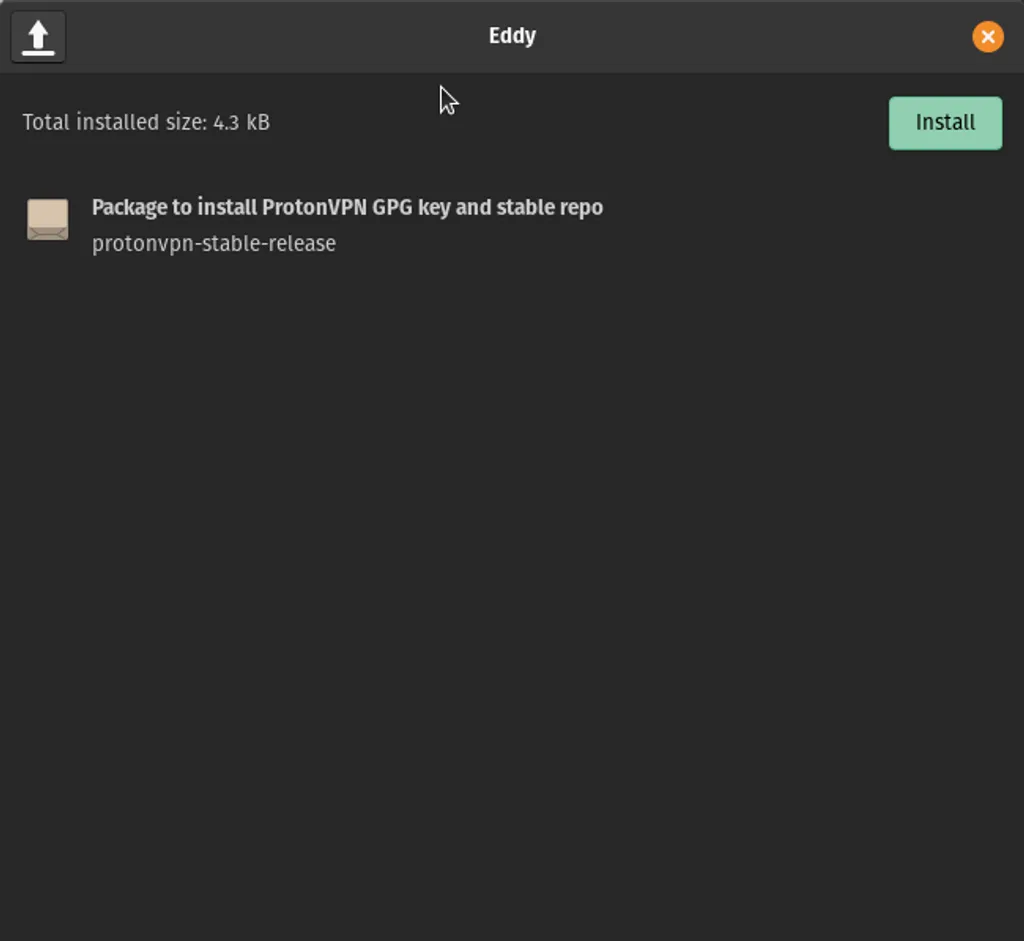 Eddy
Total installed size: 4.3 kB
Install
Package to install ProtonVPN GPG key and stable repo
protonvpn-stable-release